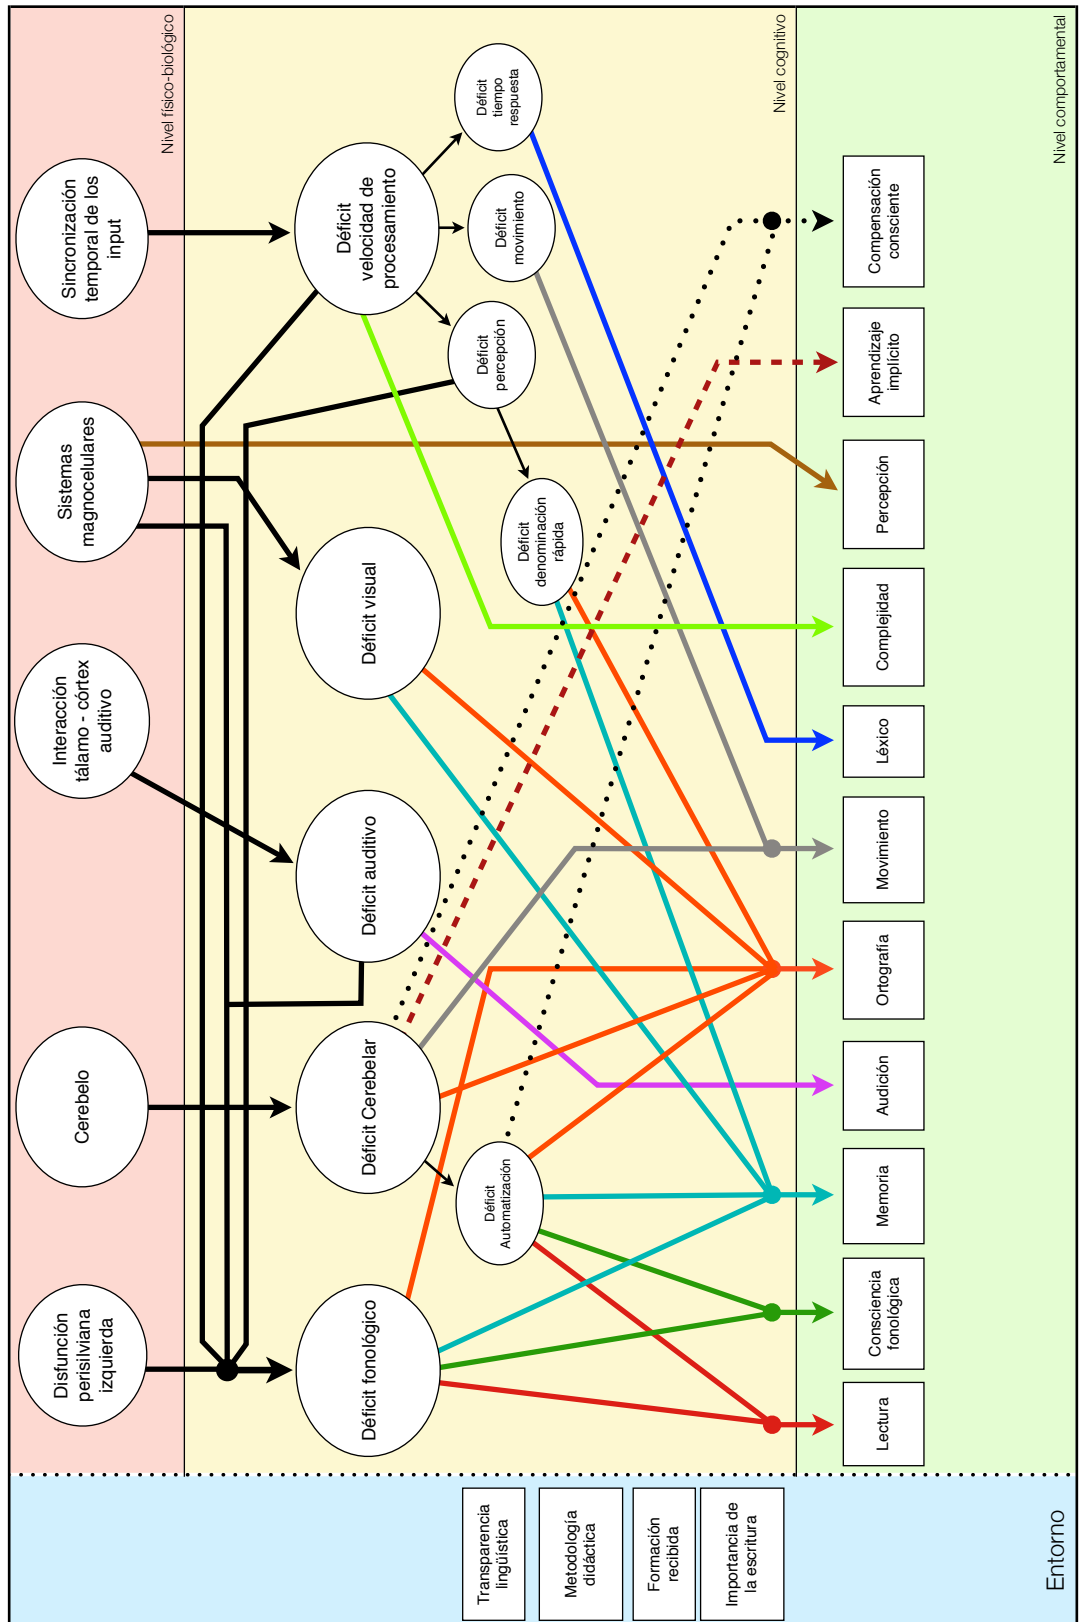 Entorno
Transparencia
lingüística
Metodología
didáctica
Formación
recibida
Importancia de
la escritura
Nivel físico-biológico
Disfunción
perisilviana
izquierda
Cerebelo
Interacción
tálamo - córtex
auditivo
Sistemas
magnocelulares
Sincronización
temporal de los
input
Nivel cognitivo
Déficit fonológico
Déficit Cerebelar
Déficit auditivo
Déficit visual
Déficit
velocidad de
procesamiento
Déficit
Automatización
Déficit
denominación
rápida
Déficit
percepción
Déficit
movimiento
Déficit
tiempo
respuesta
Nivel comportamental
Lectura
Consciencia
fonológica
Memoria
Audición
Ortografía
Movimiento
Léxico
Complejidad
Percepción
Aprendizaje
implícito
Compensación
consciente